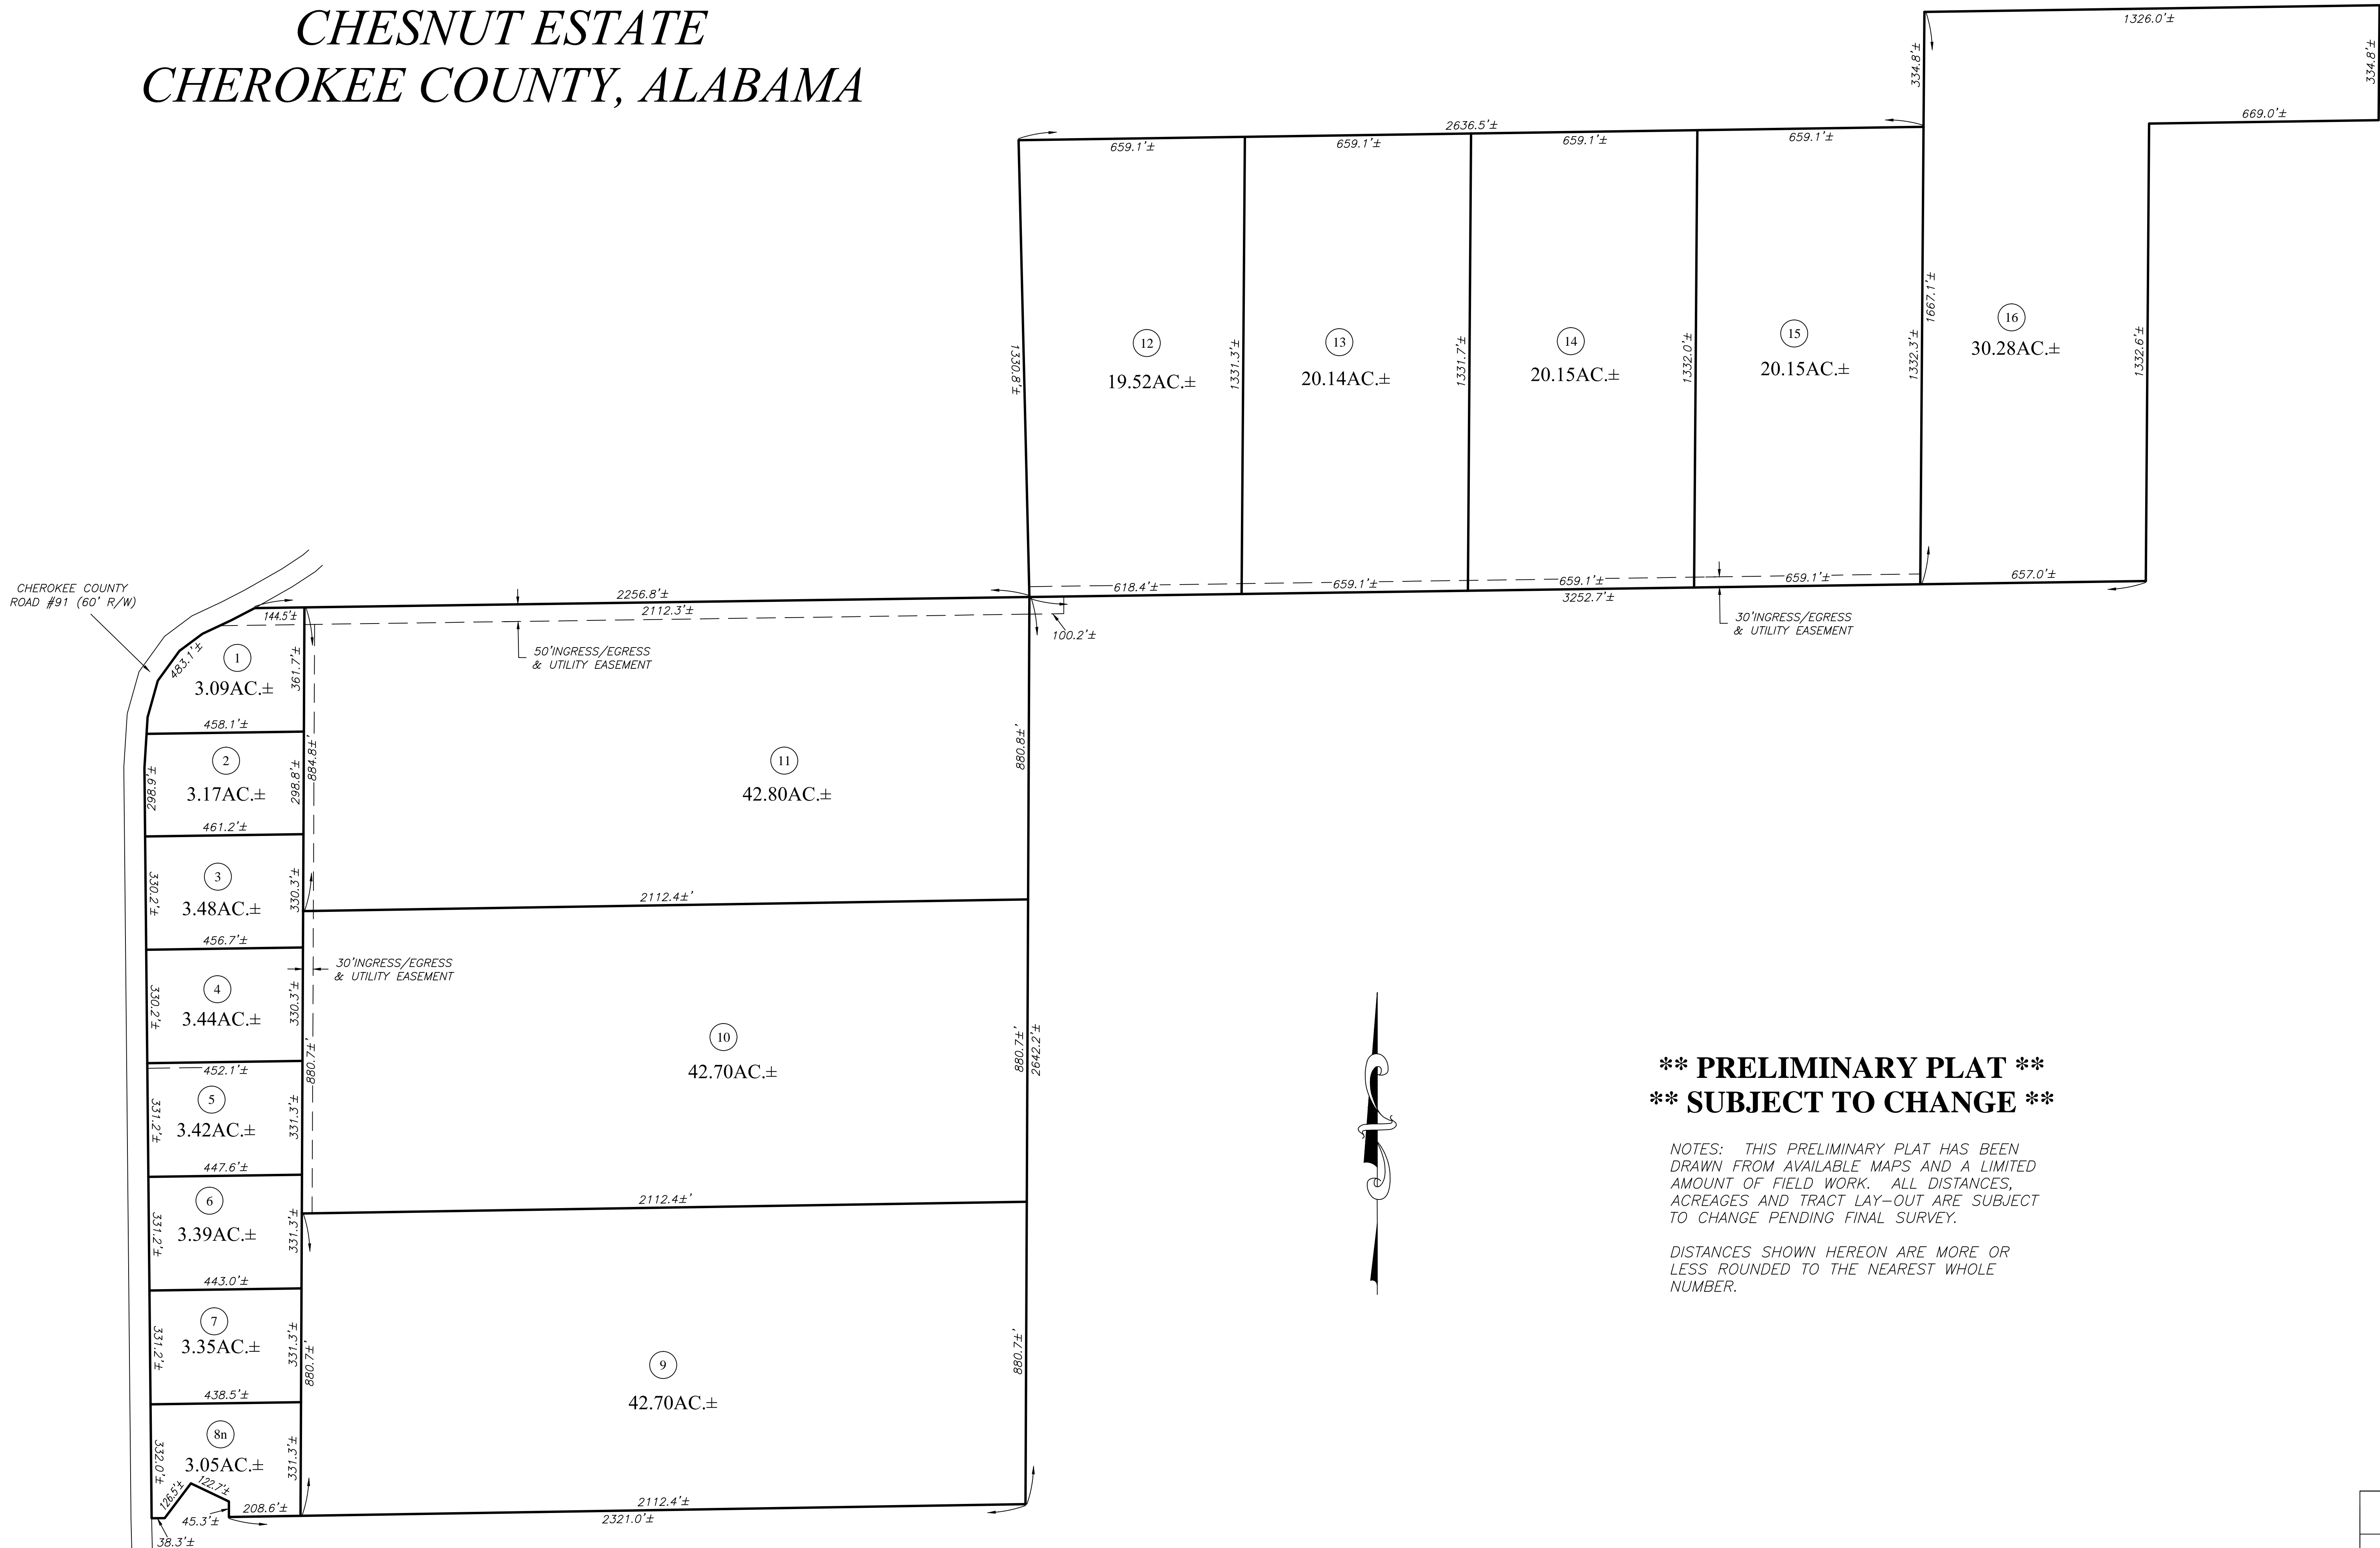 CHESNUT ESTATE
CHEROKEE COUNTY, ALABAMA
1326.0'±
334.8'±
334.8'±
669.0'±
2636.5'±
659.1'±
659.1'±
659.1'±
659.1'±
1330.8'±
12
19.52AC.±
1331.3'±
13
20.14AC.±
1331.7'±
14
20.15AC.±
1332.0'±
15
20.15AC.±
1332.3'±
1667.1'±
16
30.28AC.±
1332.6'±
618.4'±
659.1'±
659.1'±
659.1'±
657.0'±
3252.7'±
30'INGRESS/EGRESS
& UTILITY EASEMENT
CHEROKEE COUNTY
ROAD #91 (60' R/W)
2256.8'±
144.5'±
2112.3'±
100.2'±
50'INGRESS/EGRESS
& UTILITY EASEMENT
483.1'±
1
3.09AC.±
361.7'±
458.1'±
298.9'±
2
3.17AC.±
298.8'±
884.8±'
461.2'±
11
42.80AC.±
880.8±'
330.2'±
3
3.48AC.±
330.3'±
456.7'±
2112.4±'
30'INGRESS/EGRESS
& UTILITY EASEMENT
330.2'±
4
3.44AC.±
330.3'±
452.1'±
880.7±'
10
42.70AC.±
880.7±'
2642.2'±
331.2'±
5
3.42AC.±
331.3'±
447.6'±
331.2'±
6
3.39AC.±
331.3'±
443.0'±
2112.4±'
331.2'±
7
3.35AC.±
331.3'±
438.5'±
880.7±'
9
42.70AC.±
880.7±'
332.0'±
8n
3.05AC.±
331.3'±
126.5'±
122.7'±
45.3'±
208.6'±
38.3'±
2112.4'±
2321.0'±
** PRELIMINARY PLAT **
** SUBJECT TO CHANGE **
NOTES: THIS PRELIMINARY PLAT HAS BEEN
DRAWN FROM AVAILABLE MAPS AND A LIMITED
AMOUNT OF FIELD WORK. ALL DISTANCES,
ACREAGES AND TRACT LAY-OUT ARE SUBJECT
TO CHANGE PENDING FINAL SURVEY.
DISTANCES SHOWN HEREON ARE MORE OR
LESS ROUNDED TO THE NEAREST WHOLE
NUMBER.